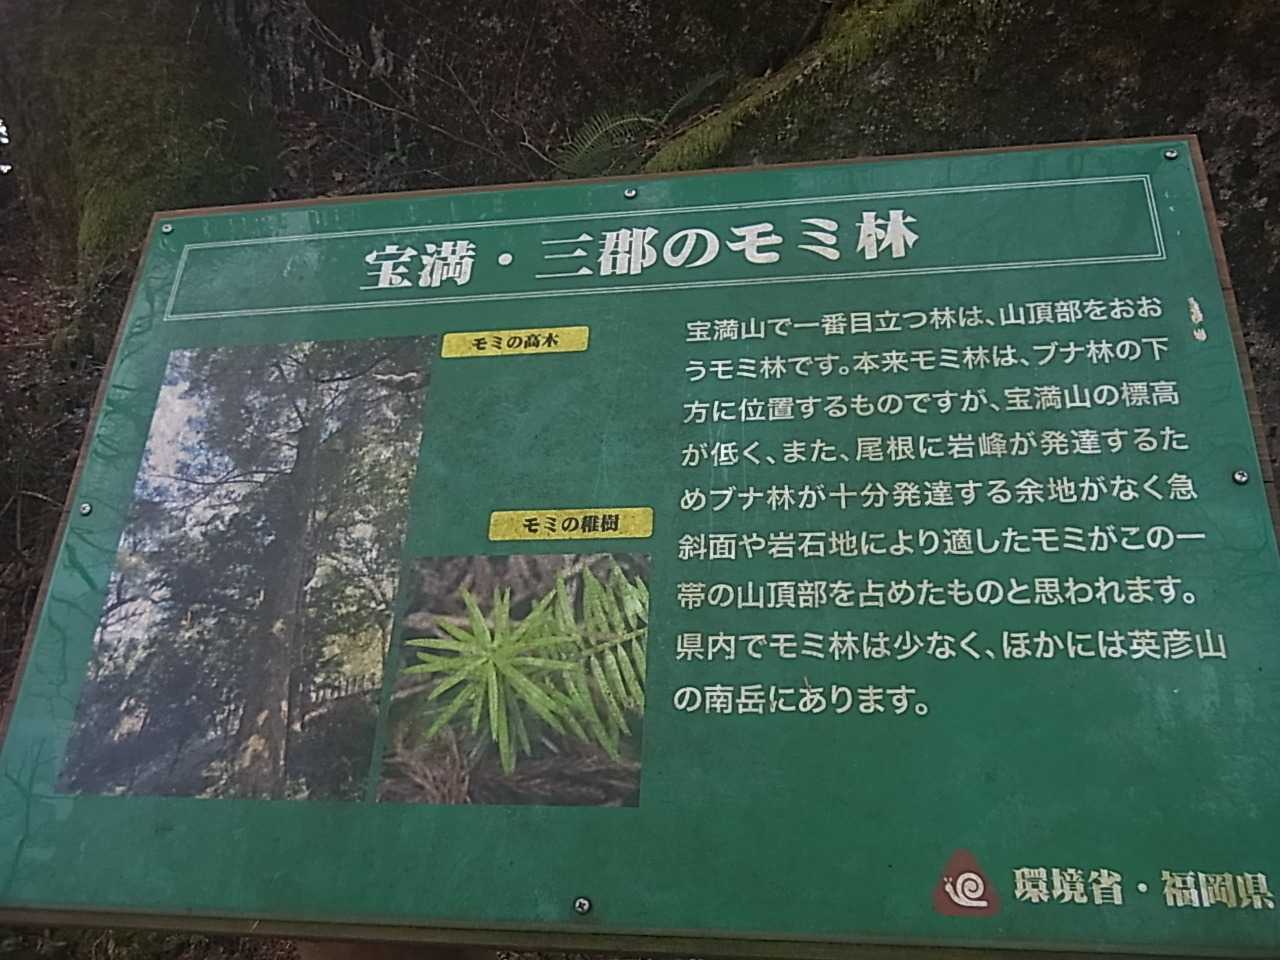 宝満・三郡のモミ林
モミの高木
モミの稚樹
宝満山で一番目立つ林は、山頂部をおお
うモミ林です。本来モミ林は、ブナ林の下
方に位置するものですが、宝満山の標高
が低く、また、尾根に岩峰が発達するた
めブナ林が十分発達する余地がなく急
斜面や岩石地により適したモミがこの一
帯の山頂部を占めたものと思われます。
県内でモミ林は少なく、ほかには英彦山
の南岳にあります。
環境省・福岡県